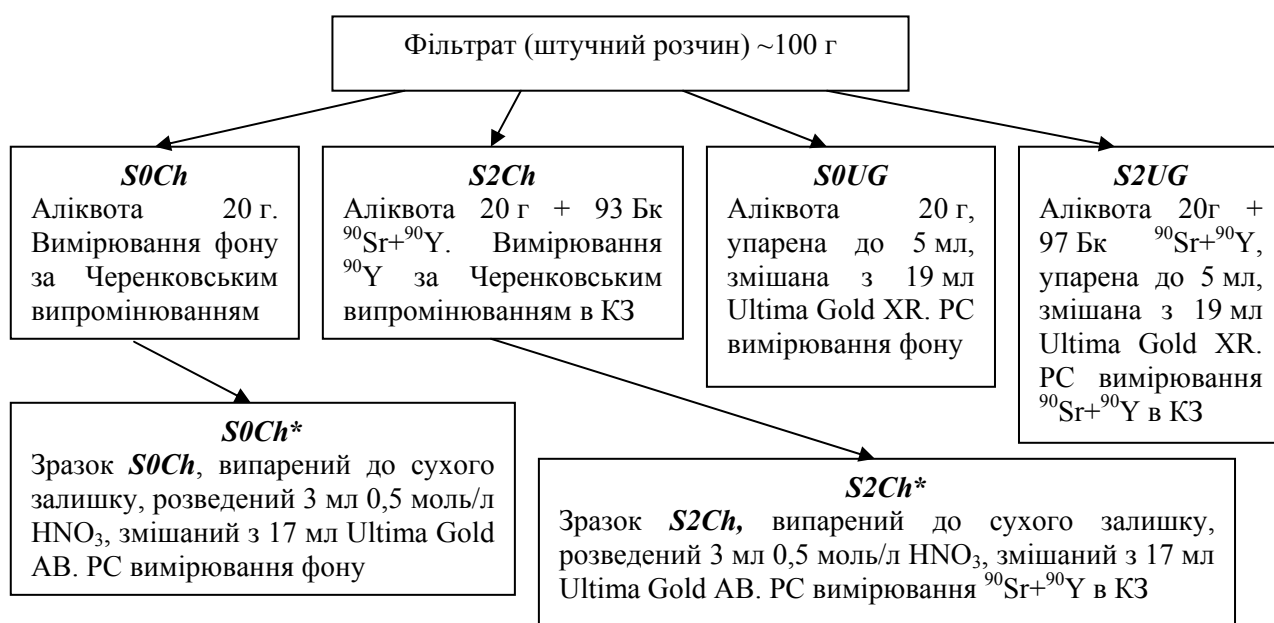 Фільтрат (штучний розчин) ~100 г
S0Ch
Аліквота 20 г.
Вимірювання фону
за Черенковським
випромінюванням
S2Ch
Аліквота 20 г + 93 Бк
⁹⁰Sr+⁹⁰Y. Вимірювання
⁹⁰Y за Черенковським
випромінюванням в КЗ
S0UG
Аліквота 20 г,
упарена до 5 мл,
змішана з 19 мл
Ultima Gold XR. РС
вимірювання фону
S2UG
Аліквота 20г +
97 Бк ⁹⁰Sr+⁹⁰Y,
упарена до 5 мл,
змішана з 19 мл
Ultima Gold XR.
РС вимірювання
⁹⁰Sr+⁹⁰Y в КЗ
S0Ch*
Зразок S0Ch, випарений до сухого
залишку, розведений 3 мл 0,5 моль/л
HNO₃, змішаний з 17 мл Ultima Gold
AB. РС вимірювання фону
S2Ch*
Зразок S2Ch, випарений до сухого залишку,
розведений 3 мл 0,5 моль/л HNO₃, змішаний з 17 мл
Ultima Gold AB. РС вимірювання ⁹⁰Sr+⁹⁰Y в КЗ